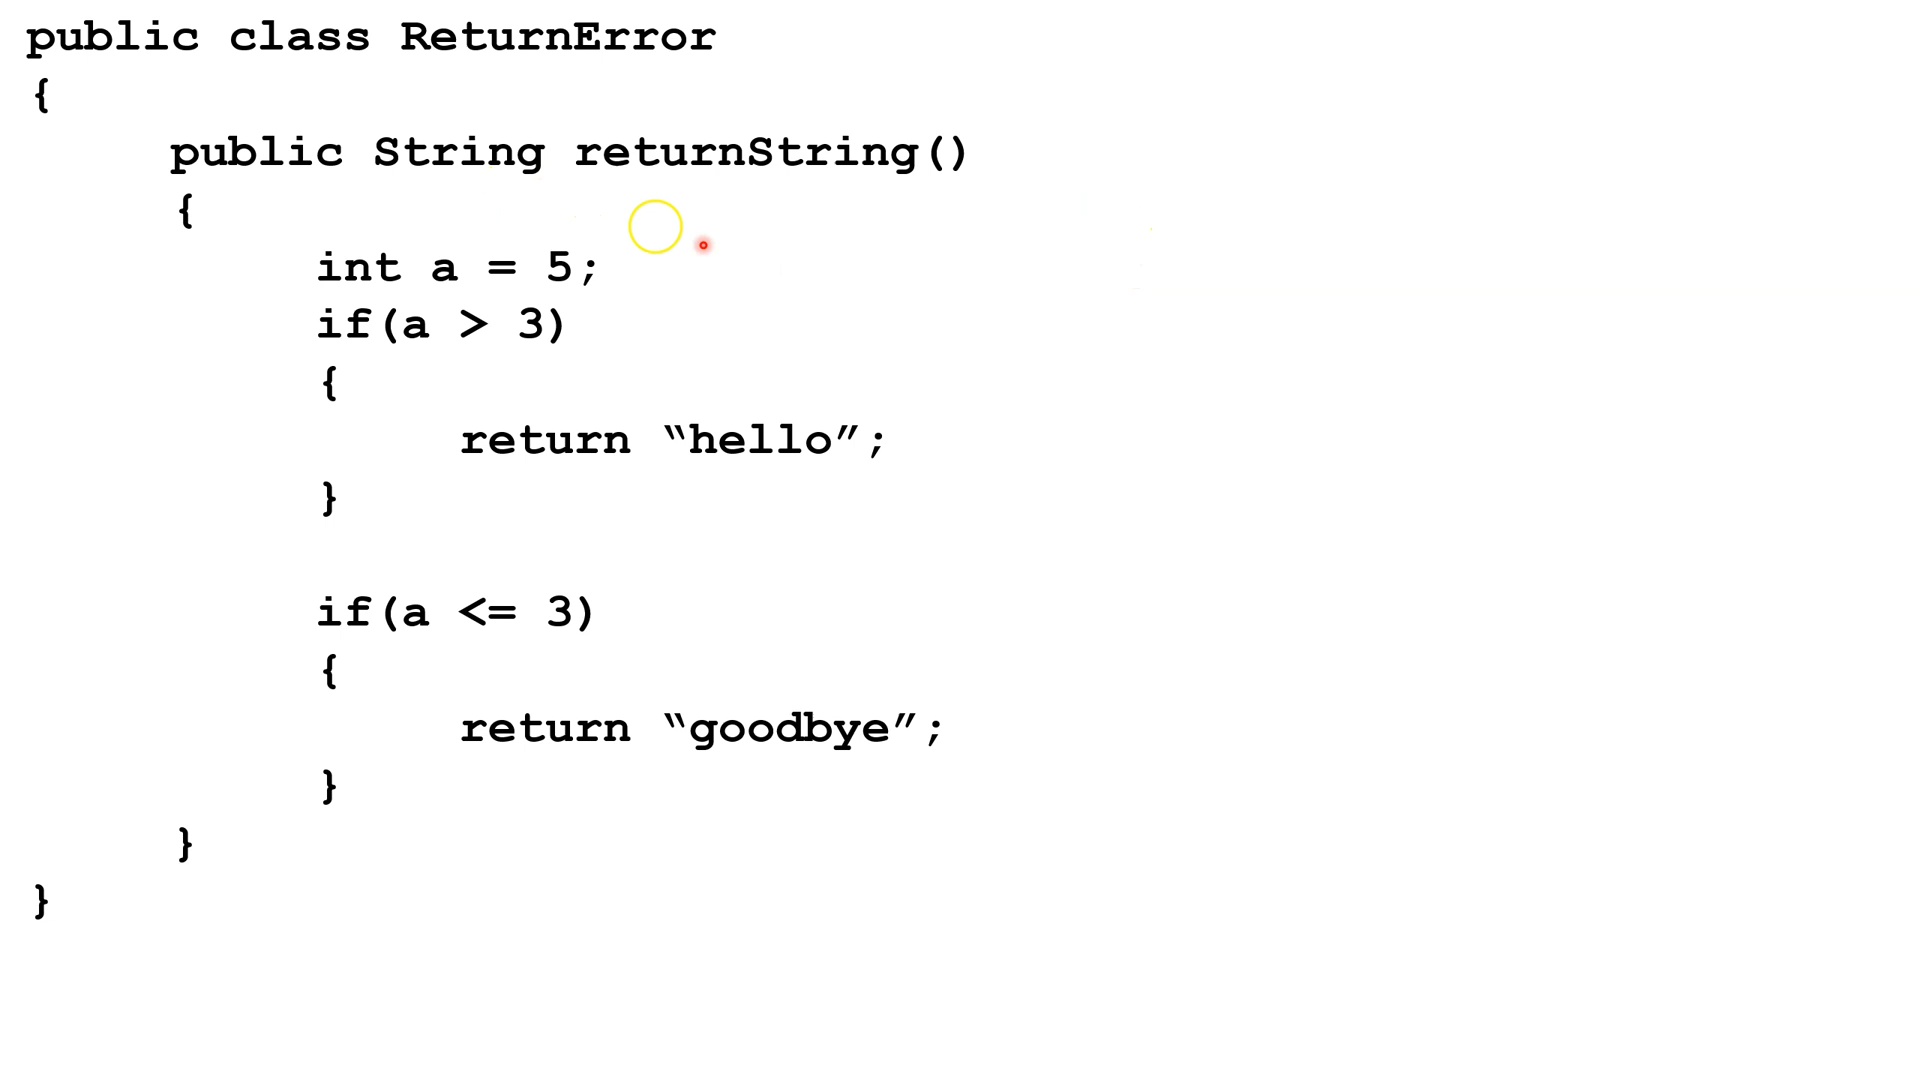 public class ReturnError
{
public String returnString()
{
int a = 5;
if(a > 3)
{
return “hello”;
}
if(a <= 3)
{
return “goodbye”;
}
}
}